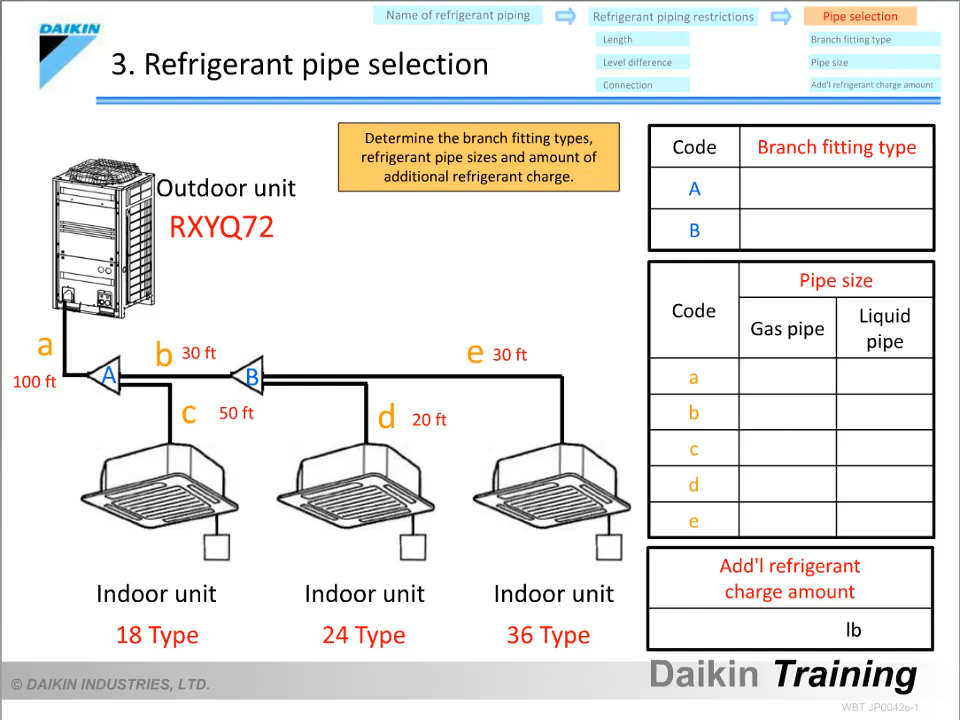 Name of refrigerant piping
Refrigerant piping restrictions
Pipe selection
Length
Level difference
Connection
Branch fitting type
Pipe size
Add'l refrigerant charge amount
DAIKIN
3. Refrigerant pipe selection
Determine the branch fitting types,
refrigerant pipe sizes and amount of
additional refrigerant charge.
Outdoor unit
RXYQ72
a
100 ft
A
b
30 ft
B
e
30 ft
c
50 ft
d
20 ft
Indoor unit
18 Type
Indoor unit
24 Type
Indoor unit
36 Type
Code
Branch fitting type
A
B
Code
Pipe size
Gas pipe
Liquid
pipe
a
b
c
d
e
Add'l refrigerant
charge amount
lb
© DAIKIN INDUSTRIES, LTD.
Daikin Training
WBT JP0042c-1